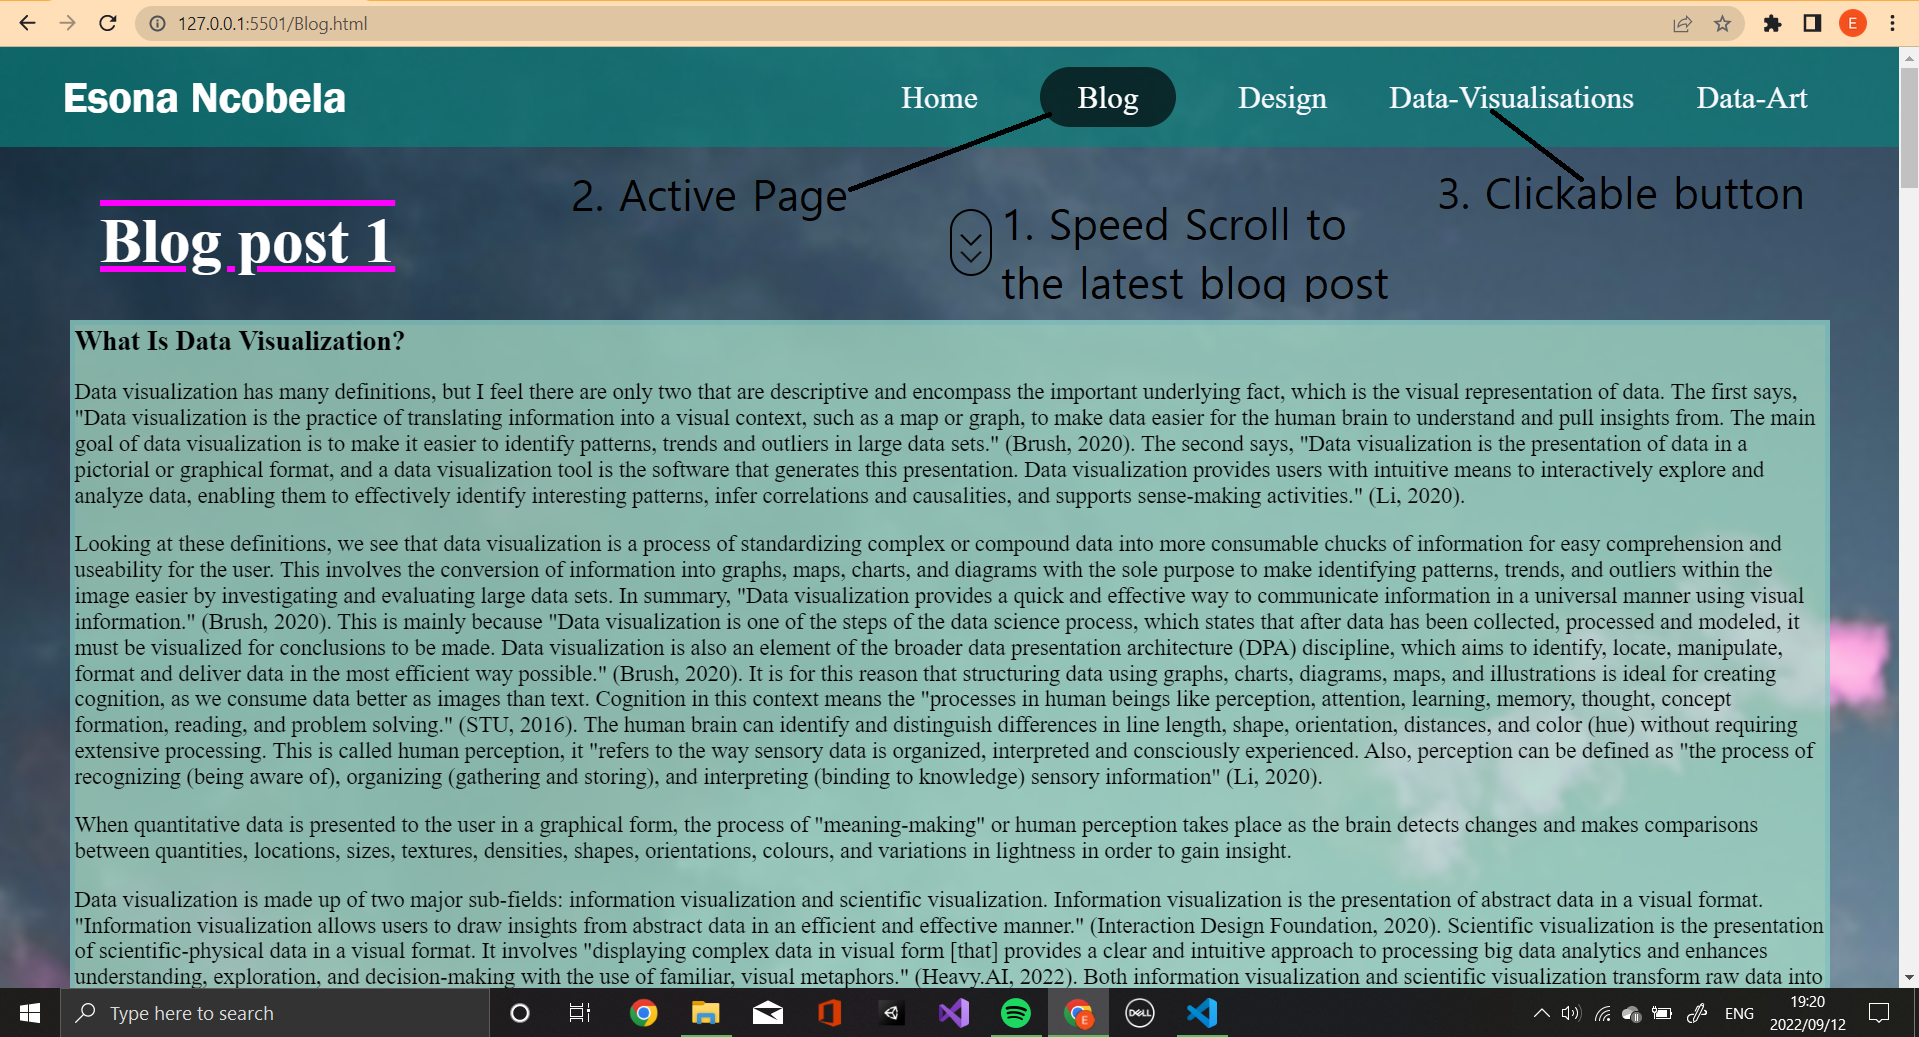 127.0.0.1:5501/Blog.html
E
Esona Ncobela
Home Blog Design Data-Visualisations Data-Art
2. Active Page
3. Clickable button
1. Speed Scroll to
the latest blog post
Blog post 1
What Is Data Visualization?
Data visualization has many definitions, but I feel there are only two that are descriptive and encompass the important underlying fact, which is the visual representation of data. The first says,
"Data visualization is the practice of translating information into a visual context, such as a map or graph, to make data easier for the human brain to understand and pull insights from. The main
goal of data visualization is to make it easier to identify patterns, trends and outliers in large data sets." (Brush, 2020). The second says, "Data visualization is the presentation of data in a
pictorial or graphical format, and a data visualization tool is the software that generates this presentation. Data visualization provides users with intuitive means to interactively explore and
analyze data, enabling them to effectively identify interesting patterns, infer correlations and causalities, and supports sense-making activities." (Li, 2020).
Looking at these definitions, we see that data visualization is a process of standardizing complex or compound data into more consumable chucks of information for easy comprehension and
useability for the user. This involves the conversion of information into graphs, maps, charts, and diagrams with the sole purpose to make identifying patterns, trends, and outliers within the
image easier by investigating and evaluating large data sets. In summary, "Data visualization provides a quick and effective way to communicate information in a universal manner using visual
information." (Brush, 2020). This is mainly because "Data visualization is one of the steps of the data science process, which states that after data has been collected, processed and modeled, it
must be visualized for conclusions to be made. Data visualization is also an element of the broader data presentation architecture (DPA) discipline, which aims to identify, locate, manipulate,
format and deliver data in the most efficient way possible." (Brush, 2020). It is for this reason that structuring data using graphs, charts, diagrams, maps, and illustrations is ideal for creating
cognition, as we consume data better as images than text. Cognition in this context means the "processes in human beings like perception, attention, learning, memory, thought, concept
formation, reading, and problem solving." (STU, 2016). The human brain can identify and distinguish differences in line length, shape, orientation, distances, and color (hue) without requiring
extensive processing. This is called human perception, it "refers to the way sensory data is organized, interpreted and consciously experienced. Also, perception can be defined as "the process of
recognizing (being aware of), organizing (gathering and storing), and interpreting (binding to knowledge) sensory information" (Li, 2020).
When quantitative data is presented to the user in a graphical form, the process of "meaning-making" or human perception takes place as the brain detects changes and makes comparisons
between quantities, locations, sizes, textures, densities, shapes, orientations, colours, and variations in lightness in order to gain insight.
Data visualization is made up of two major sub-fields: information visualization and scientific visualization. Information visualization is the presentation of abstract data in a visual format.
"Information visualization allows users to draw insights from abstract data in an efficient and effective manner." (Interaction Design Foundation, 2020). Scientific visualization is the presentation
of scientific-physical data in a visual format. It involves "displaying complex data in visual form [that] provides a clear and intuitive approach to processing big data analytics and enhances
understanding, exploration, and decision-making with the use of familiar, visual metaphors." (Heavy.AI, 2022). Both information visualization and scientific visualization transform raw data into
Type here to search
E
DELL
ENG
19:20
2022/09/12